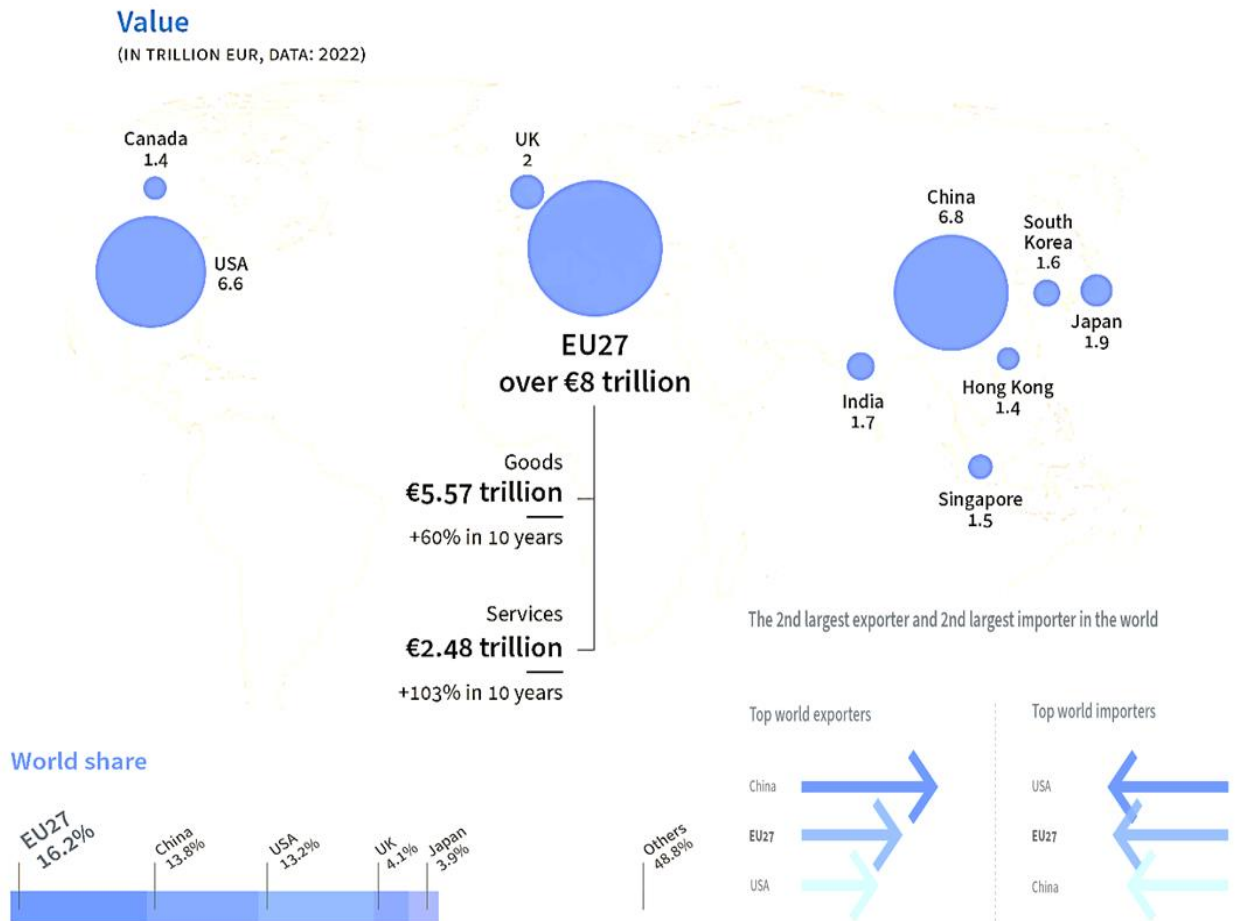 Value
(IN TRILLION EUR, DATA: 2022)
Canada
1.4
USA
6.6
UK
2
EU27
over €8 trillion
Goods
€5.57 trillion
+60% in 10 years
Services
€2.48 trillion
+103% in 10 years
China
6.8
South
Korea
1.6
Japan
1.9
India
1.7
Hong Kong
1.4
Singapore
1.5
The 2nd largest exporter and 2nd largest importer in the world
Top world exporters
China
EU27
USA
Top world importers
USA
EU27
China
World share
EU27
16.2%
China
13.8%
USA
13.2%
UK
4.1%
Japan
3.9%
Others
48.8%